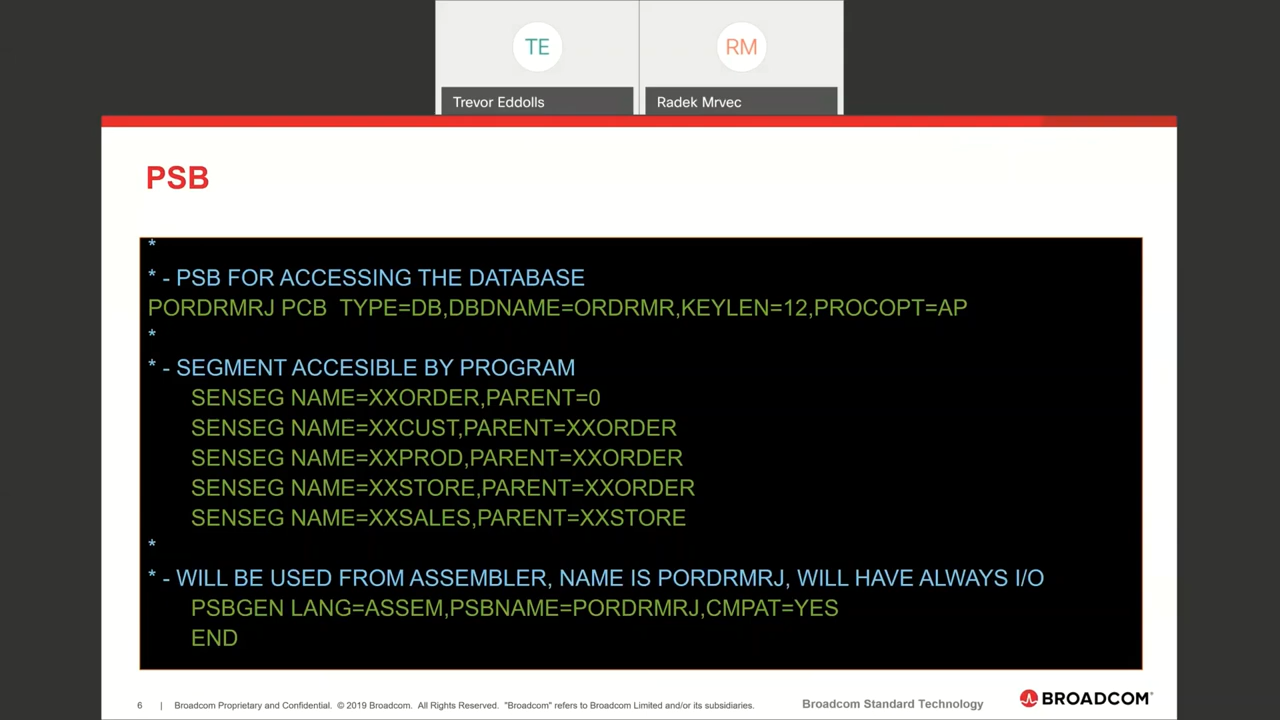 TE
RM
Trevor Eddolls
Radek Mrvec
PSB
*
* - PSB FOR ACCESSING THE DATABASE
PORDRMRJ PCB TYPE=DB,DBDNAME=ORDRMR,KEYLEN=12,PROCOPT=AP
*
* - SEGMENT ACCESIBLE BY PROGRAM
SENSEG NAME=XXORDER,PARENT=0
SENSEG NAME=XXCUST,PARENT=XXORDER
SENSEG NAME=XXPROD,PARENT=XXORDER
SENSEG NAME=XXSTORE,PARENT=XXORDER
SENSEG NAME=XXSALES,PARENT=XXSTORE
*
* - WILL BE USED FROM ASSEMBLER, NAME IS PORDRMRJ, WILL HAVE ALWAYS I/O
PSBGEN LANG=ASSEM,PSBNAME=PORDRMRJ,CMPAT=YES
END
6 | Broadcom Proprietary and Confidential. © 2019 Broadcom. All Rights Reserved. "Broadcom" refers to Broadcom Limited and/or its subsidiaries.
Broadcom Standard Technology
BROADCOM®